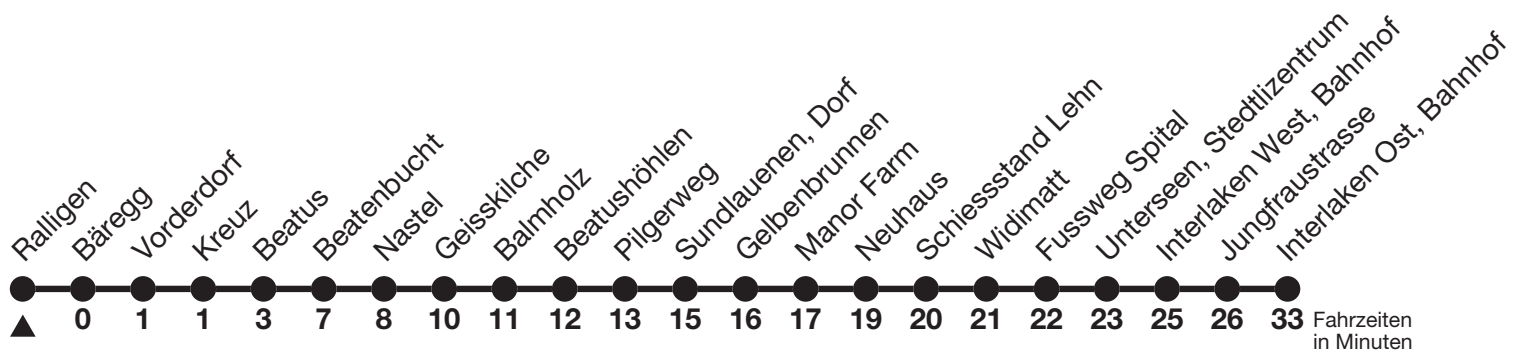 Ralligen
Bäregg
Vorderdorf
Kreuz
Beatus
Beatenbucht
Nastel
Geisskilche
Balmholz
Beatushöhlen
Pilgerweg
Sundlauenen, Dorf
Gelbenbrunnen
Manor Farm
Neuhaus
Schiessstand Lehn
Widimatt
Fussweg Spital
Unterseen, Stedtlizentrum
Interlaken West, Bahnhof
Jungfraustrasse
Interlaken Ost, Bahnhof
0 1 1 3 7 8 10 11 12 13 15 16 17 19 20 21 22 23 25 26 33 Fahrzeiten
in Minuten